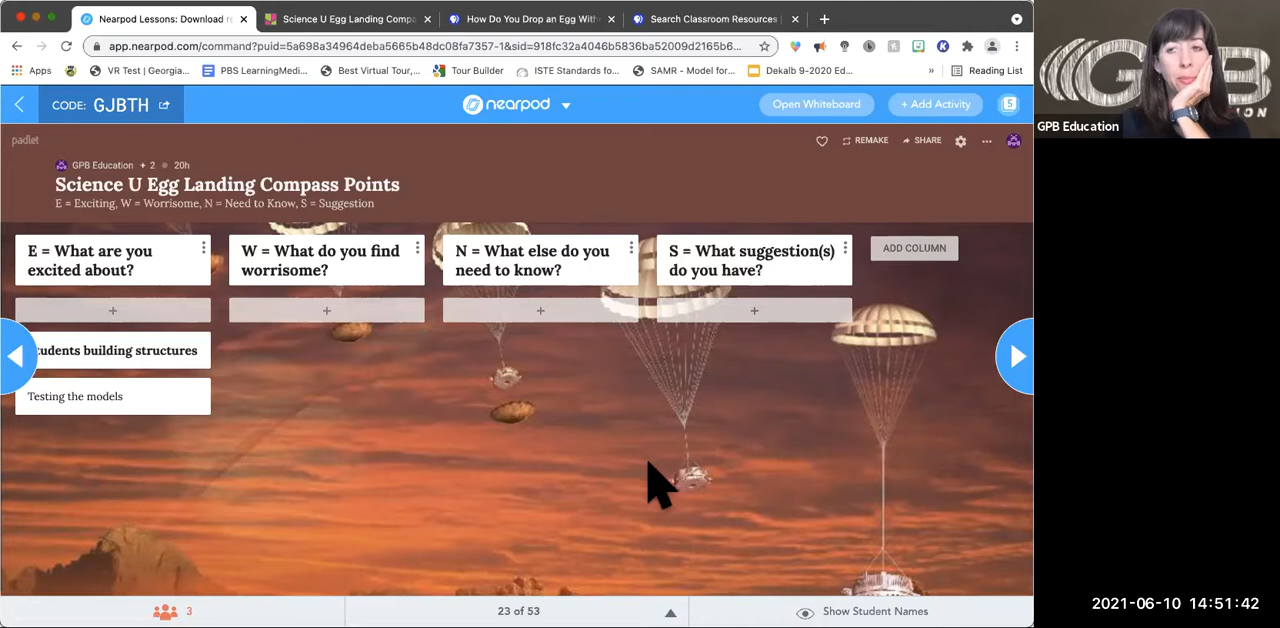 Nearpod Lessons: Download re
Science U Egg Landing Compa
How Do You Drop an Egg With
Search Classroom Resources
app.nearpod.com/command?puid=5a698a34964deba5665b48dc08fa7357-1&sid=918fc32a4046b5836ba52009d2165b6...
Apps
VR Test | Georgia...
PBS LearningMedi...
Best Virtual Tour,...
Tour Builder
ISTE Standards fo...
SAMR - Model for...
Dekalb 9-2020 Ed...
»
Reading List
CODE: GJBTH
nearpod
Open Whiteboard
+ Add Activity
5
padlet
REMAKE
SHARE
GPB Education + 2 20h
Science U Egg Landing Compass Points
E = Exciting, W = Worrisome, N = Need to Know, S = Suggestion
E = What are you
excited about?
W = What do you find
worrisome?
N = What else do you
need to know?
S = What suggestion(s)
do you have?
ADD COLUMN
tudents building structures
Testing the models
3
23 of 53
Show Student Names
GPB
GPB Education
2021-06-10 14:51:42